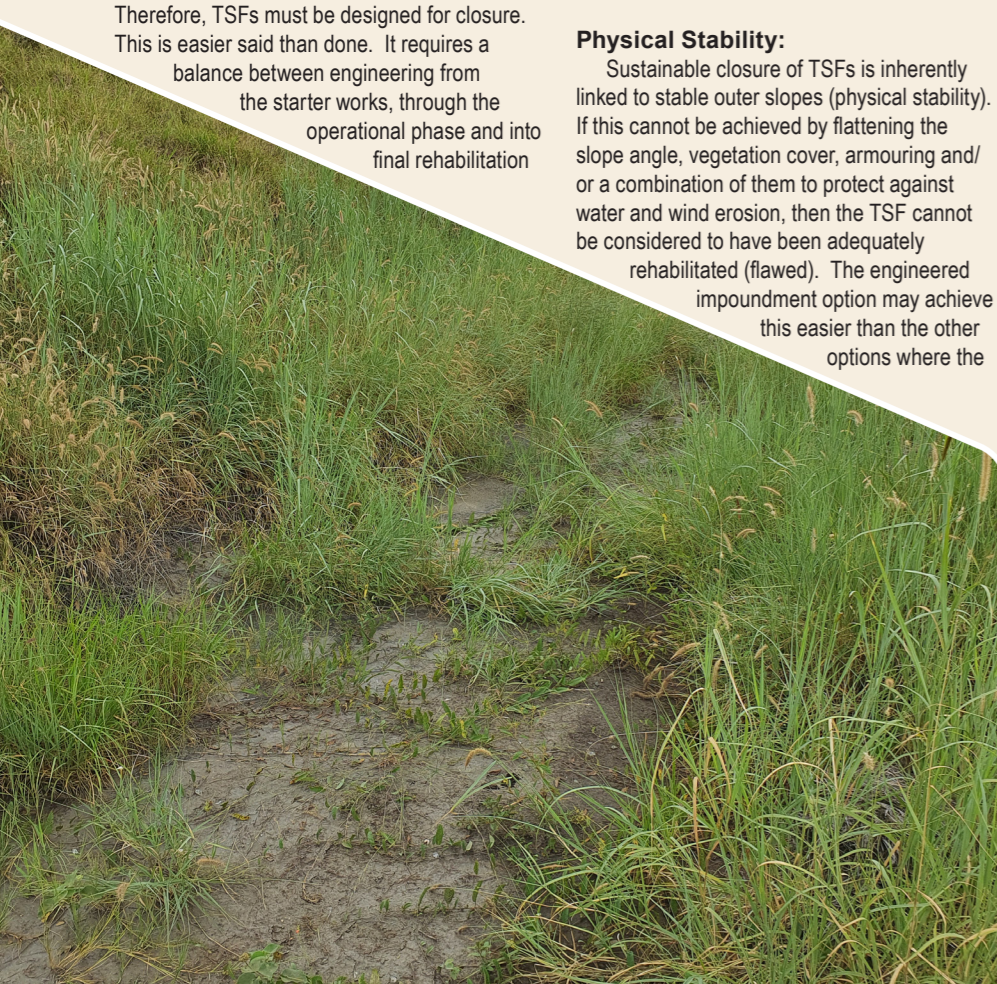 Therefore, TSFs must be designed for closure.
This is easier said than done. It requires a
balance between engineering from
the starter works, through the
operational phase and into
final rehabilitation
Physical Stability:
Sustainable closure of TSFs is inherently
linked to stable outer slopes (physical stability).
If this cannot be achieved by flattening the
slope angle, vegetation cover, armouring and/
or a combination of them to protect against
water and wind erosion, then the TSF cannot
be considered to have been adequately
rehabilitated (flawed). The engineered
impoundment option may achieve
this easier than the other
options where the